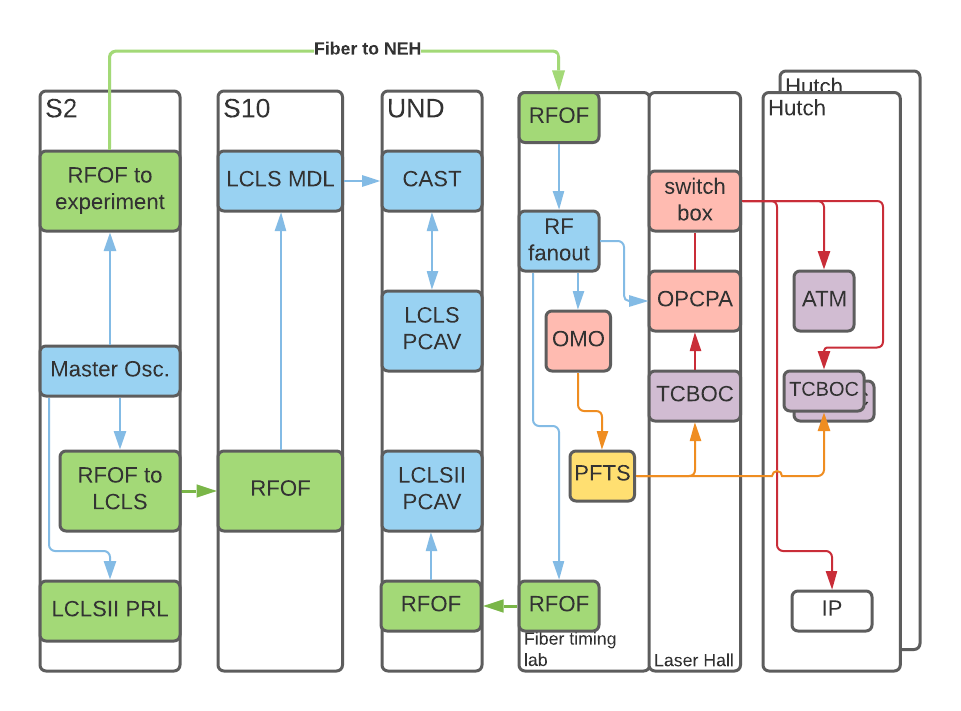 Fiber to NEH
S2
RFOF to
experiment
Master Osc.
RFOF to
LCLS
LCLSII PRL
S10
LCLS MDL
RFOF
UND
CAST
LCLS
PCAV
LCLSII
PCAV
RFOF
RFOF
RF
fanout
OMO
PFTS
RFOF
Fiber timing
lab
switch
box
OPCPA
TCBOC
Laser Hall
Hutch
Hutch
ATM
TCBOC
IP